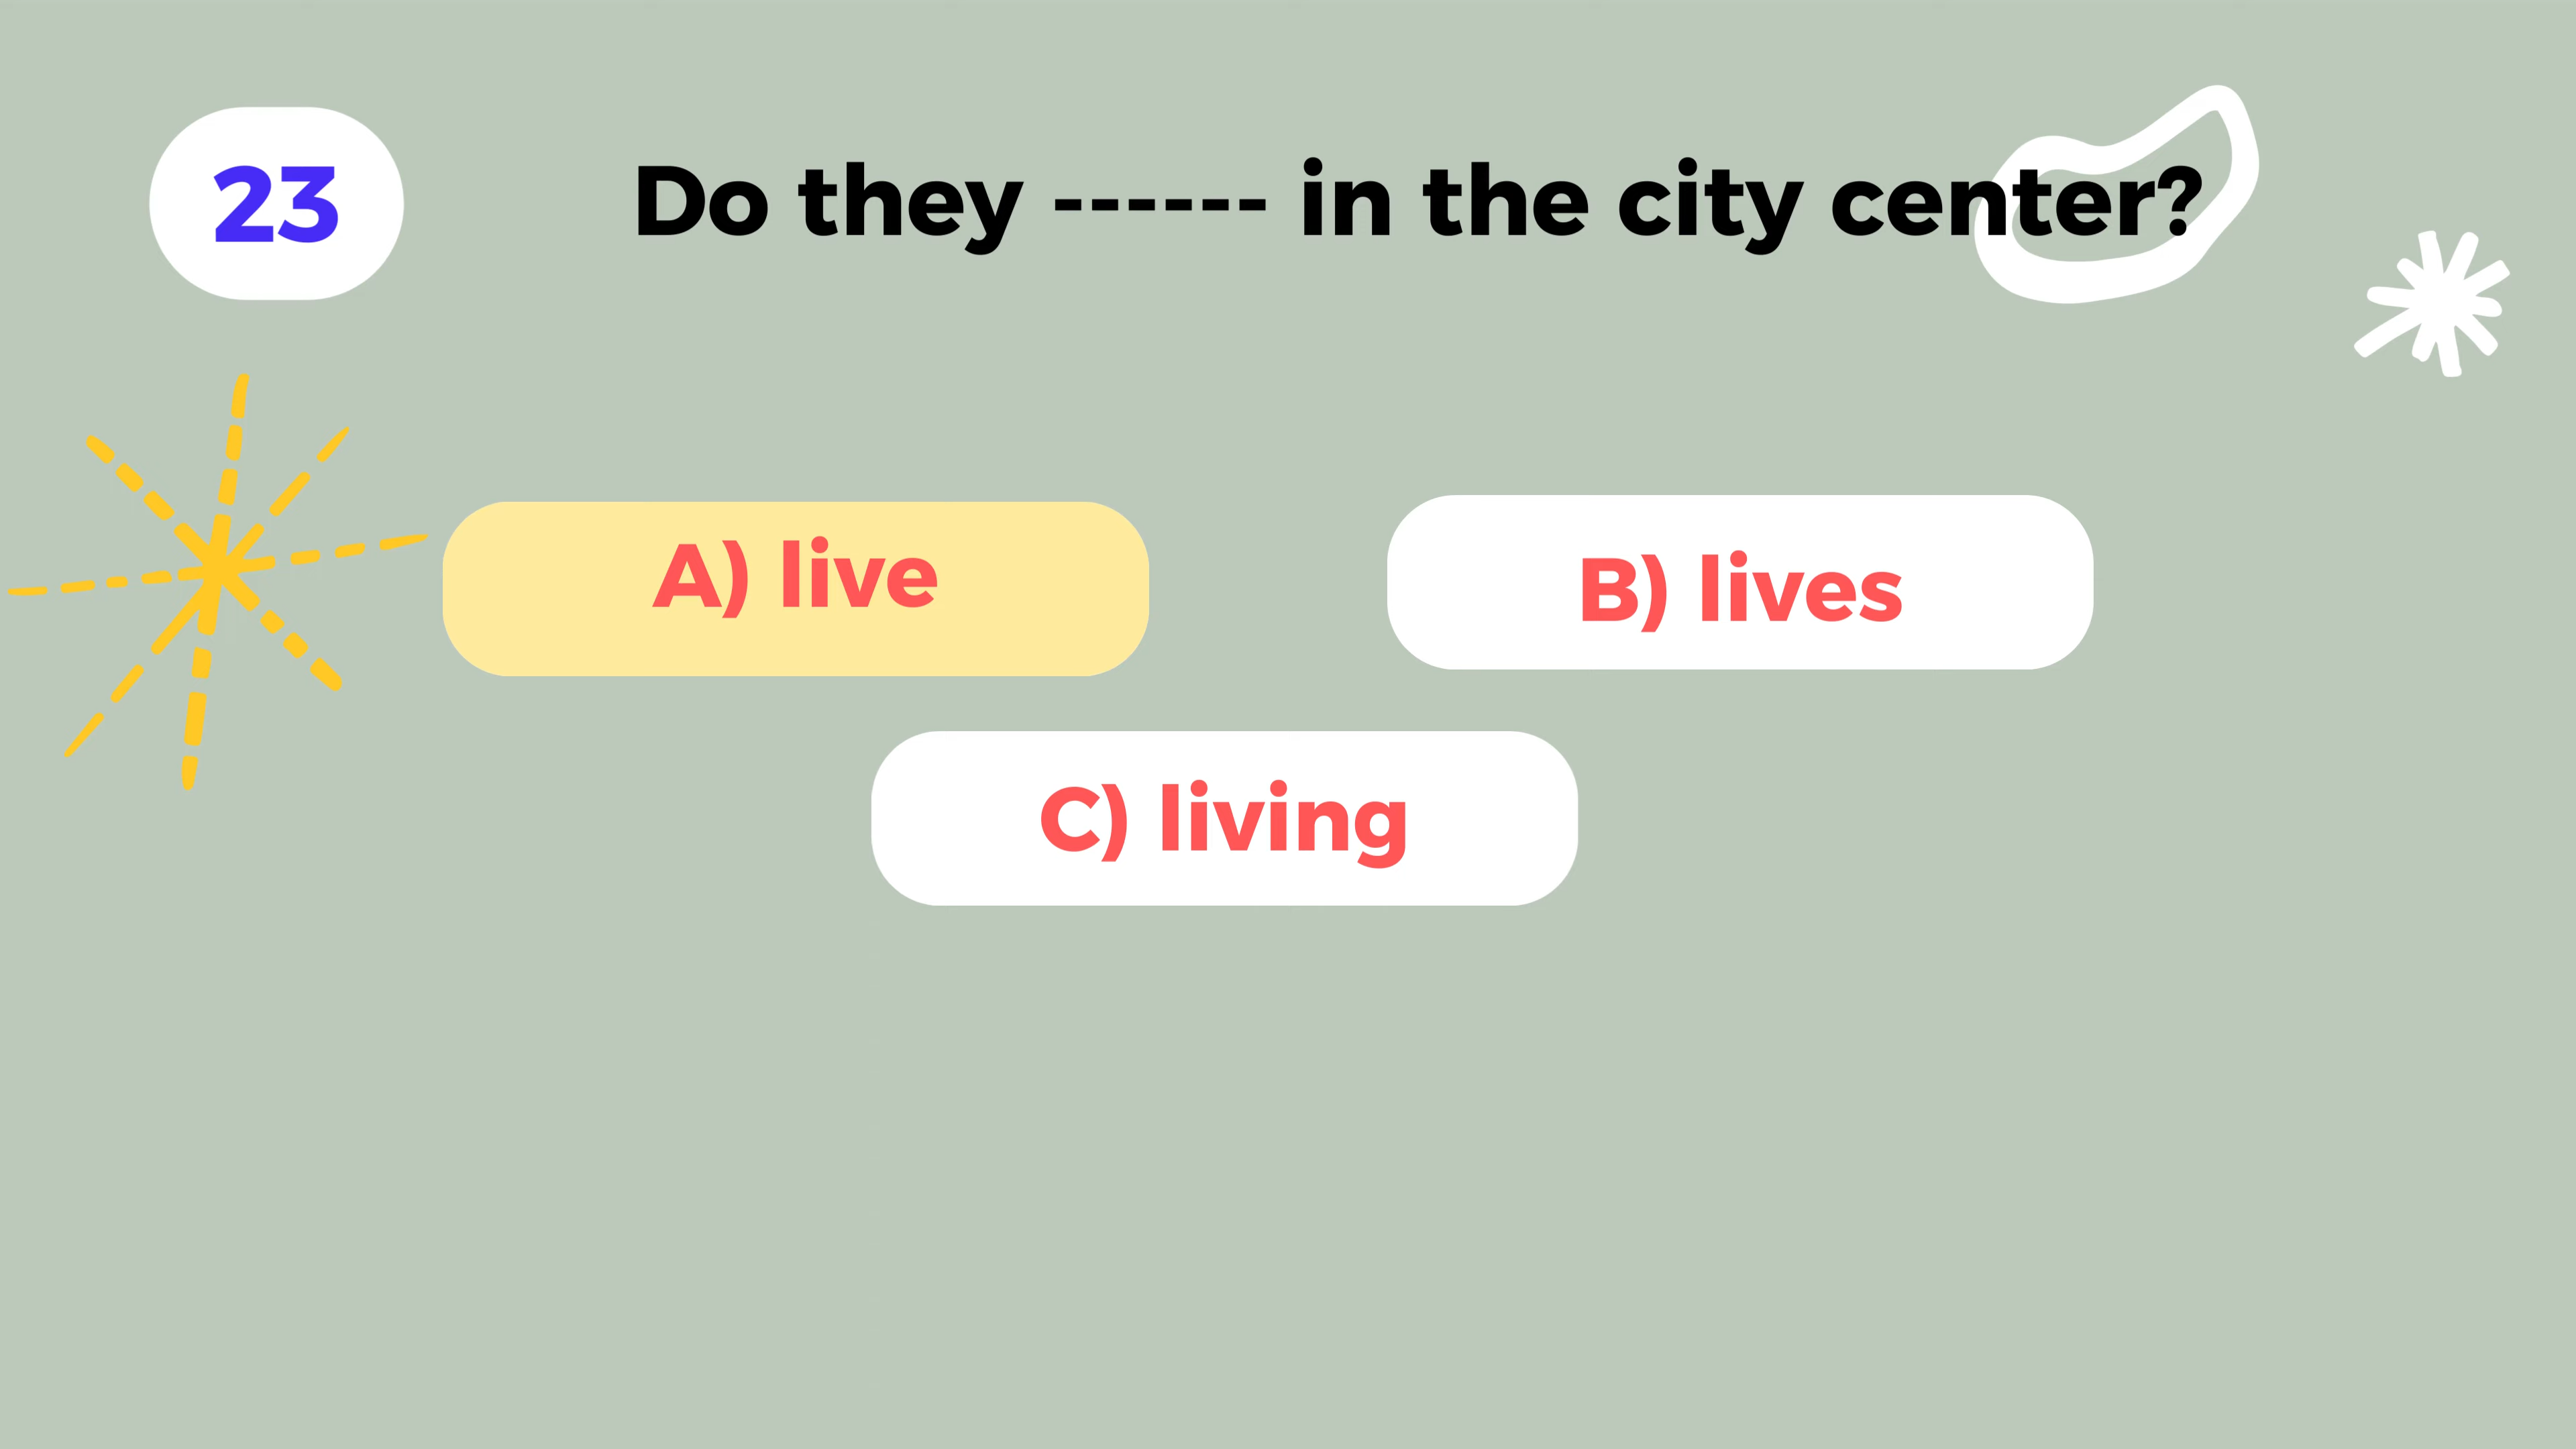 23
Do they ------ in the city center?
A) live
B) lives
C) living